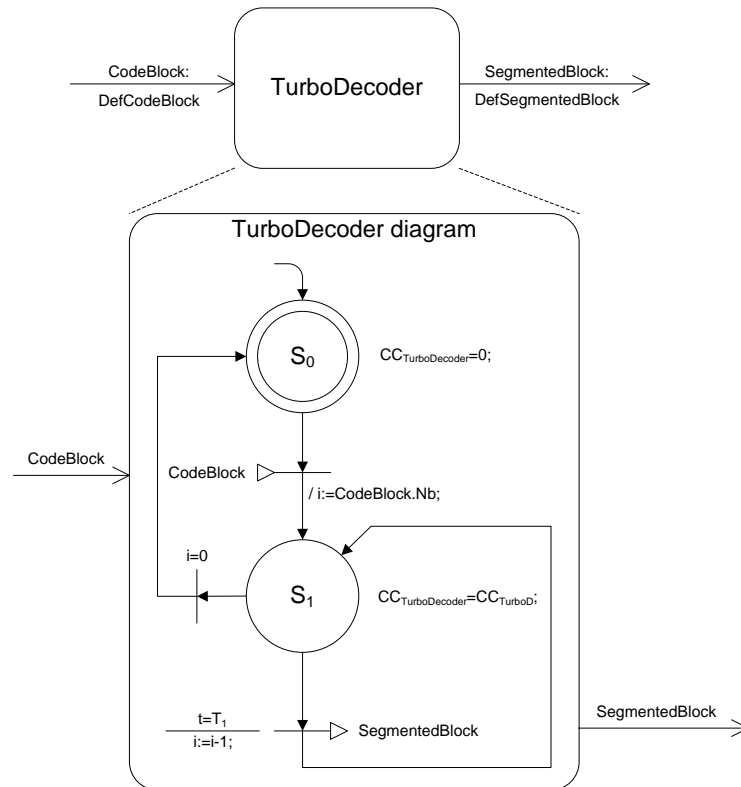 CodeBlock:
DefCodeBlock
TurboDecoder
SegmentedBlock:
DefSegmentedBlock
TurboDecoder diagram
S0
CCTurboDecoder=0;
CodeBlock
CodeBlock
/ i:=CodeBlock.Nb;
i=0
S1
CCTurboDecoder=CCTurboD;
t=T1
i:=i-1;
SegmentedBlock
SegmentedBlock